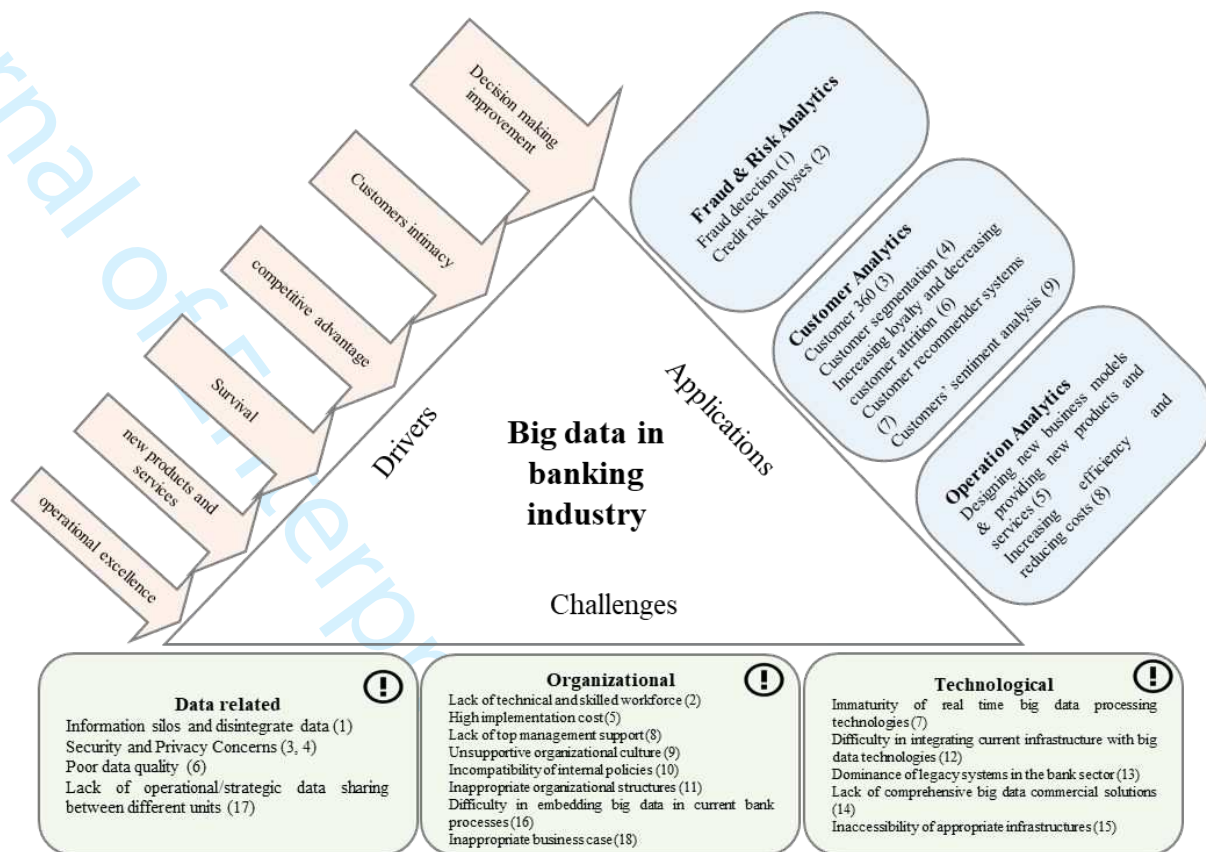 rnal of Enterpr
Decision making
improvement
Customers intimacy
competitive advantage
Survival
new products and
services
operational excellence
Drivers
Fraud & Risk Analytics
Fraud detection (1)
Credit risk analyses (2)
Customer Analytics
Customer 360 (3)
Customer segmentation (4)
Increasing loyalty and decreasing
customer attrition (6)
Customer recommender systems
(7)
Customers' sentiment analysis (9)
Operation Analytics
Designing new business models
& providing new products and
services (5)
Increasing efficiency and
reducing costs (8)
Applications
Big data in
banking
industry
Challenges
Data related
Information silos and disintegrate data (1)
Security and Privacy Concerns (3, 4)
Poor data quality (6)
Lack of operational/strategic data sharing
between different units (17)
Organizational
Lack of technical and skilled workforce (2)
High implementation cost (5)
Lack of top management support (8)
Unsupportive organizational culture (9)
Incompatibility of internal policies (10)
Inappropriate organizational structures (11)
Difficulty in embedding big data in current bank
processes (16)
Inappropriate business case (18)
Technological
Immaturity of real time big data processing
technologies (7)
Difficulty in integrating current infrastructure with big
data technologies (12)
Dominance of legacy systems in the bank sector (13)
Lack of comprehensive big data commercial solutions
(14)
Inaccessibility of appropriate infrastructures (15)